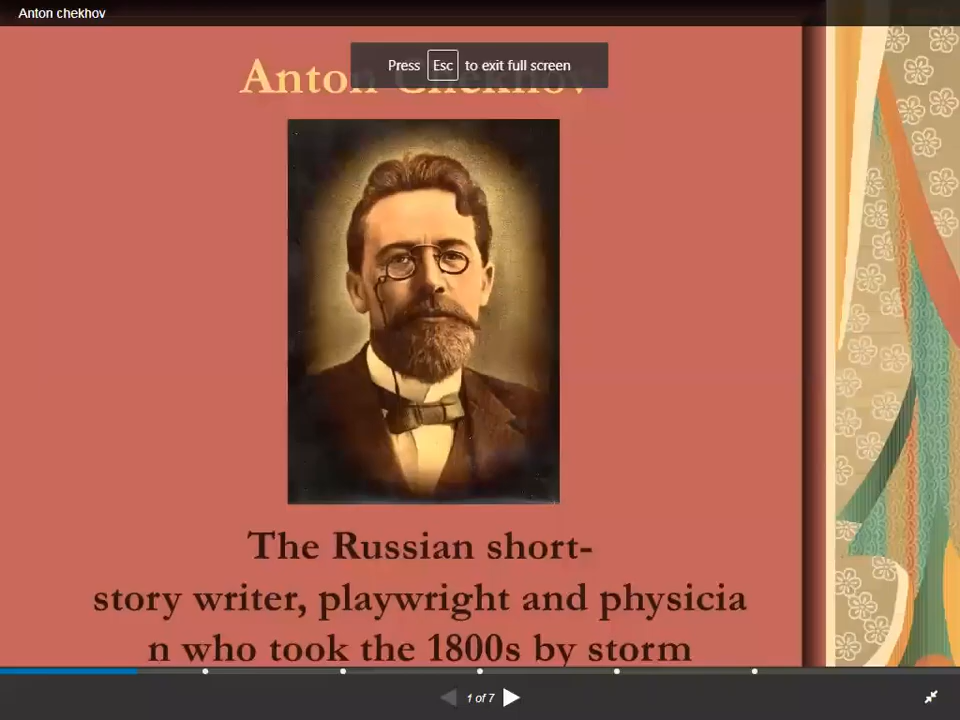 Anton chekhov
Press Esc to exit full screen
Anton Chekhov
The Russian short-
story writer, playwright and physicia
n who took the 1800s by storm
1 of 7